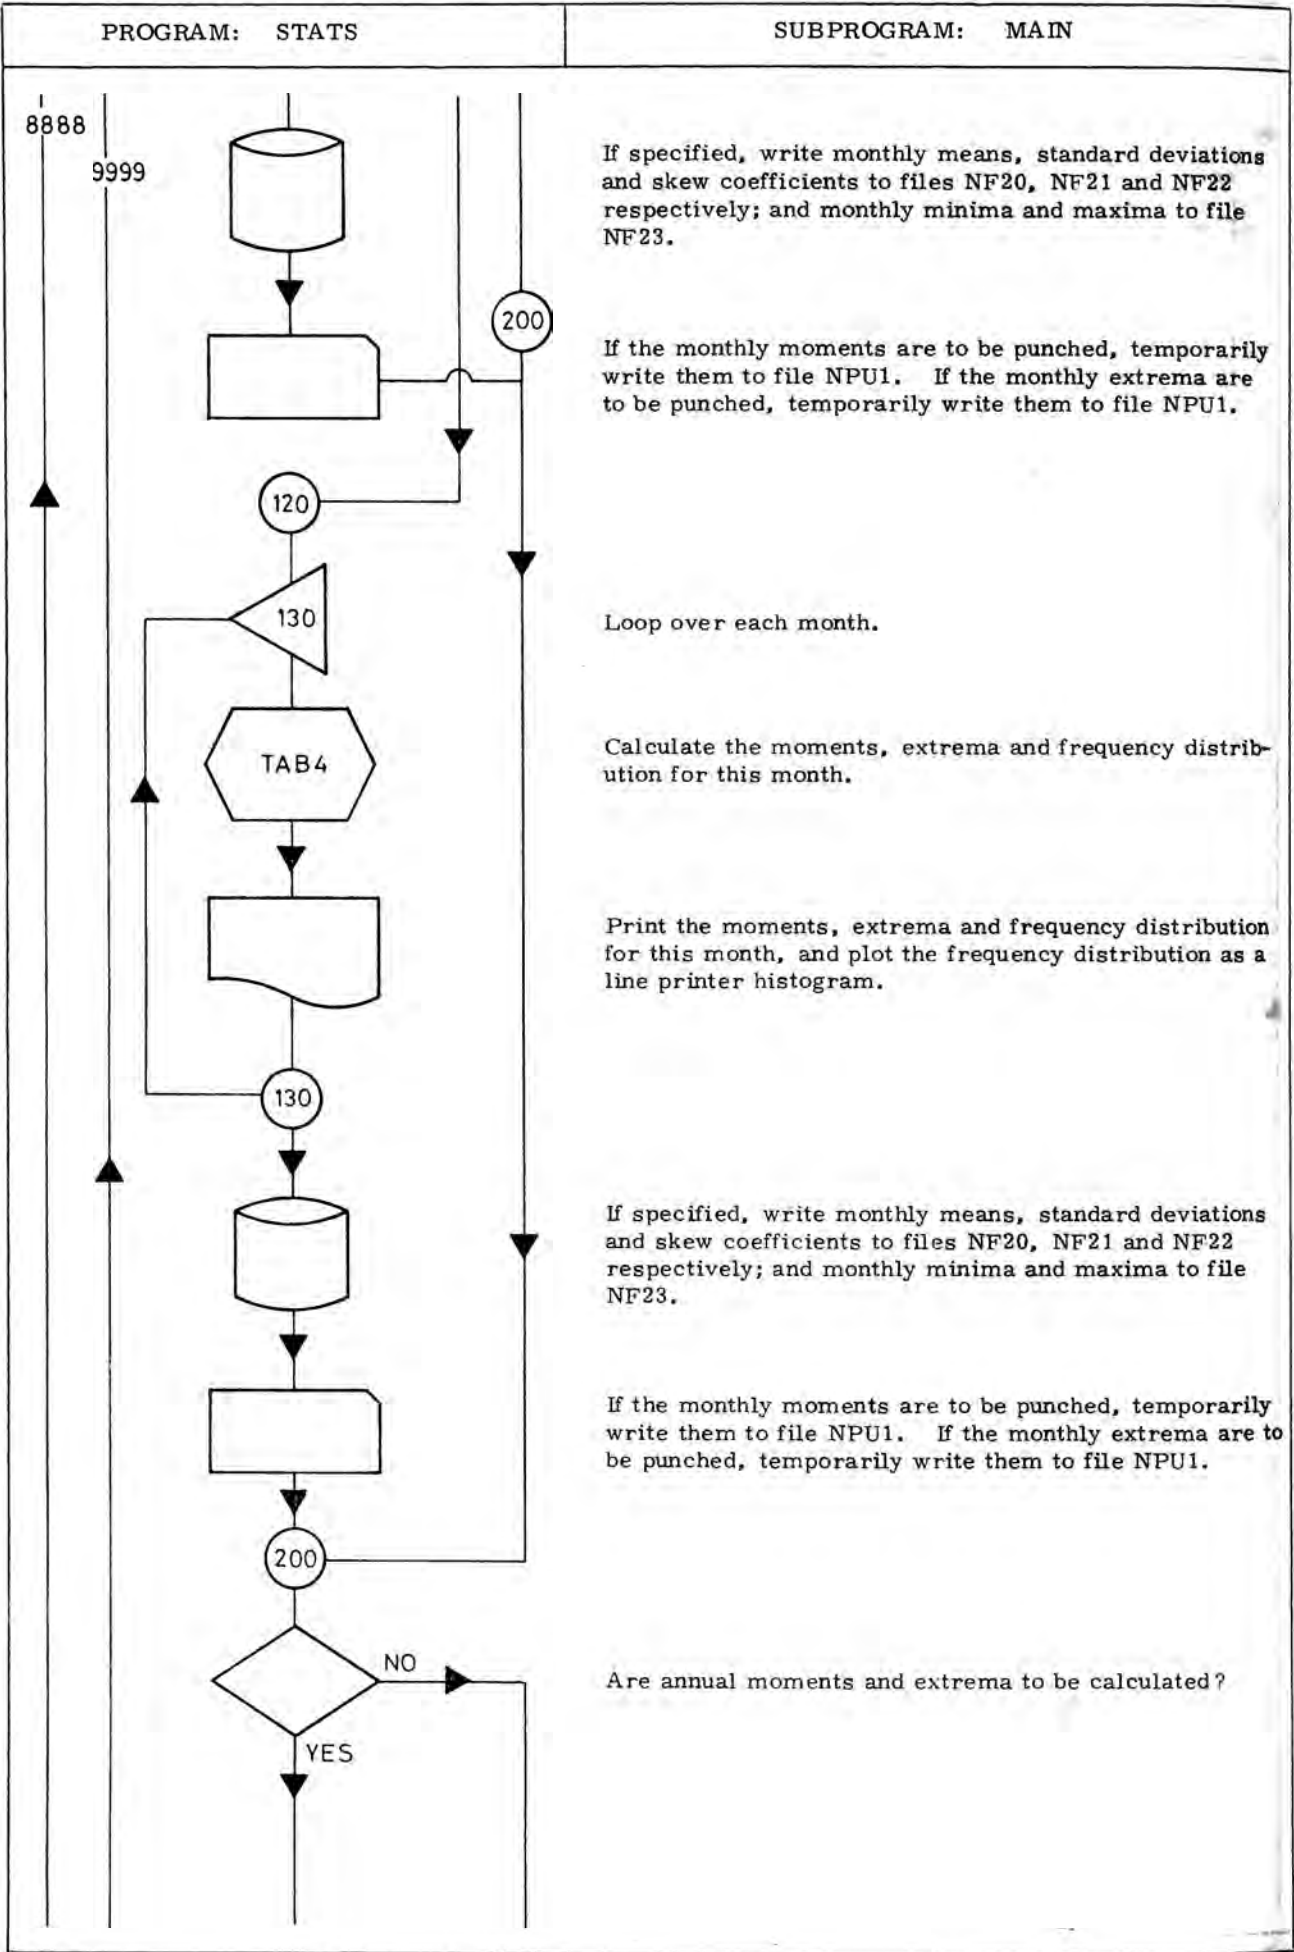 PROGRAM: STATS
SUBPROGRAM: MAIN
8888
9999
If specified, write monthly means, standard deviations
and skew coefficients to files NF20, NF21 and NF22
respectively; and monthly minima and maxima to file
NF23.
200
If the monthly moments are to be punched, temporarily
write them to file NPU1. If the monthly extrema are
to be punched, temporarily write them to file NPU1.
120
130
Loop over each month.
TAB4
Calculate the moments, extrema and frequency distrib-
ution for this month.
Print the moments, extrema and frequency distribution
for this month, and plot the frequency distribution as a
line printer histogram.
130
If specified, write monthly means, standard deviations
and skew coefficients to files NF20, NF21 and NF22
respectively; and monthly minima and maxima to file
NF23.
If the monthly moments are to be punched, temporarily
write them to file NPU1. If the monthly extrema are to
be punched, temporarily write them to file NPU1.
200
NO
Are annual moments and extrema to be calculated?
YES